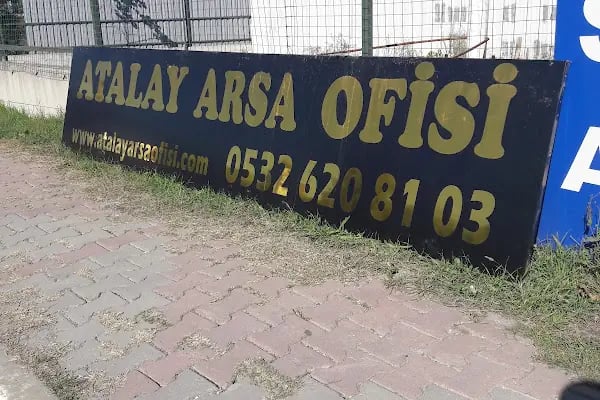 ATALAY ARSA OFİSİ
www.atalayarsaofisi.com 0532 620 81 03